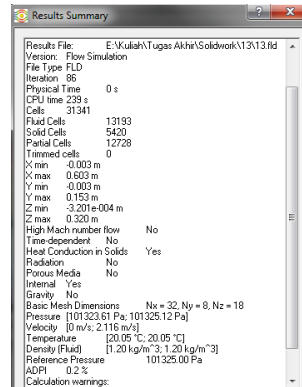 Results Summary
Results File: E:\Kuliah\Tugas Akhir\Solidwork\13\13.fld
Version: Flow Simulation
File Type FLD
Iteration 86
Physical Time 0 s
CPU time 239 s
Cells 31341
Fluid Cells 13193
Solid Cells 5420
Partial Cells 12728
Trimmed cells 0
X min -0.003 m
X max 0.603 m
Y min -0.003 m
Y max 0.153 m
Z min -3.201e-004 m
Z max 0.320 m
High Mach number flow No
Time-dependent No
Heat Conduction in Solids Yes
Radiation No
Porous Media No
Internal Yes
Gravity No
Basic Mesh Dimensions Nx = 32, Ny = 8, Nz = 18
Pressure [101323.61 Pa; 101325.12 Pa]
Velocity [0 m/s; 2.116 m/s]
Temperature [20.05 °C; 20.05 °C]
Density (Fluid) [1.20 kg/m^3; 1.20 kg/m^3]
Reference Pressure 101325.00 Pa
ADPI 0.2 %
Calculation warnings: